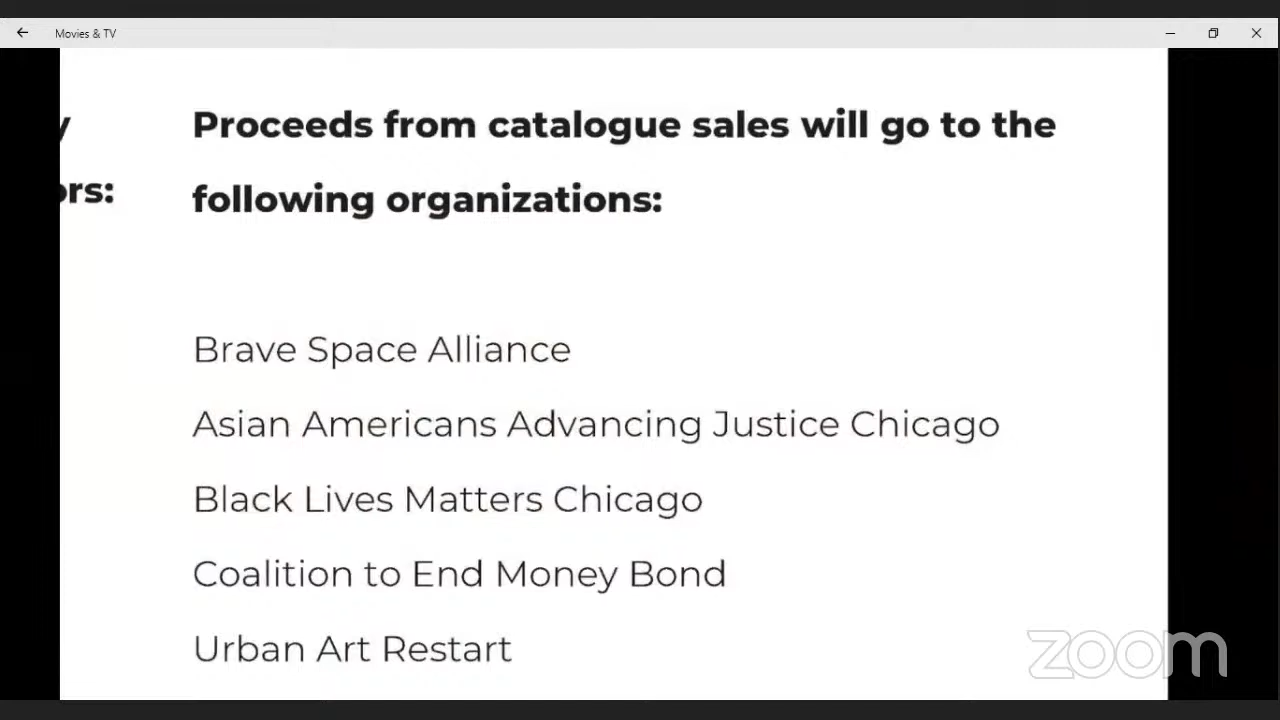 Movies & TV
Proceeds from catalogue sales will go to the
following organizations:
Brave Space Alliance
Asian Americans Advancing Justice Chicago
Black Lives Matters Chicago
Coalition to End Money Bond
Urban Art Restart
zoom